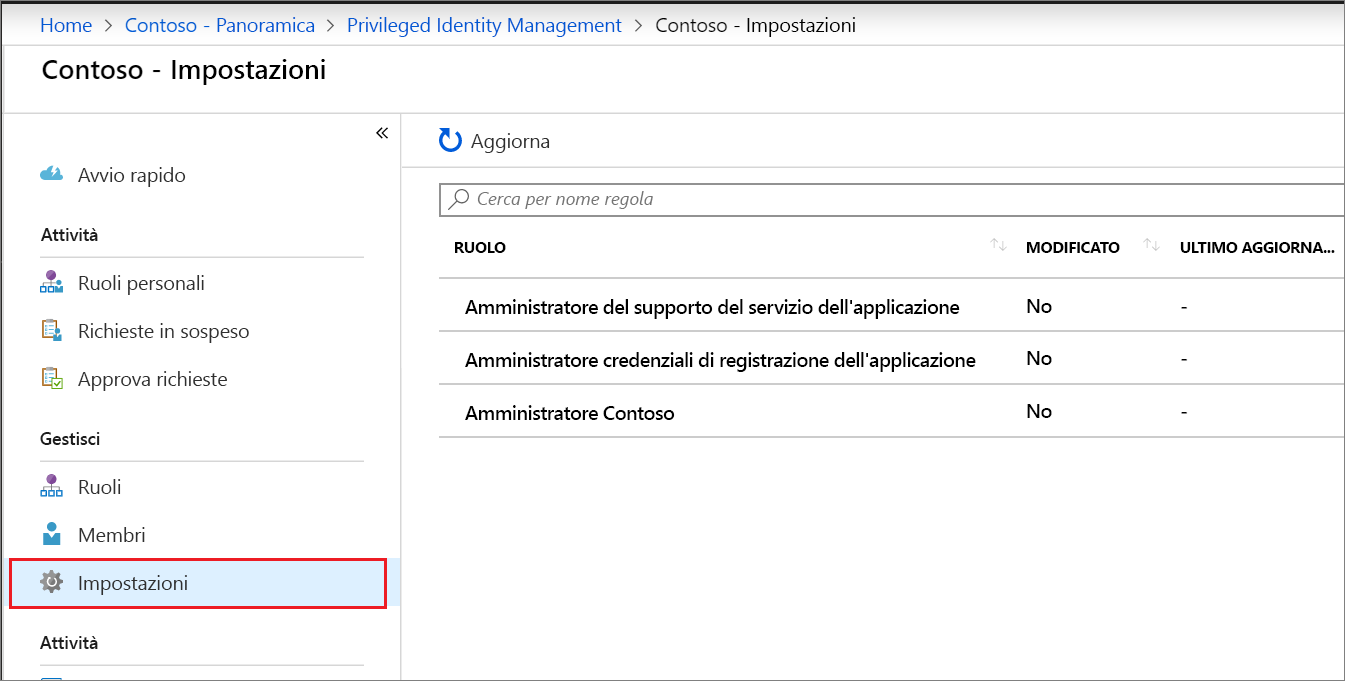 Home > Contoso - Panoramica > Privileged Identity Management > Contoso - Impostazioni
Contoso - Impostazioni
«
Avvio rapido
Attività
Ruoli personali
Richieste in sospeso
Approva richieste
Gestisci
Ruoli
Membri
Impostazioni
Attività
Aggiorna
Cerca per nome regola
RUOLO MODIFICATO ULTIMO AGGIORNA...
Amministratore del supporto del servizio dell'applicazione No -
Amministratore credenziali di registrazione dell'applicazione No -
Amministratore Contoso No -